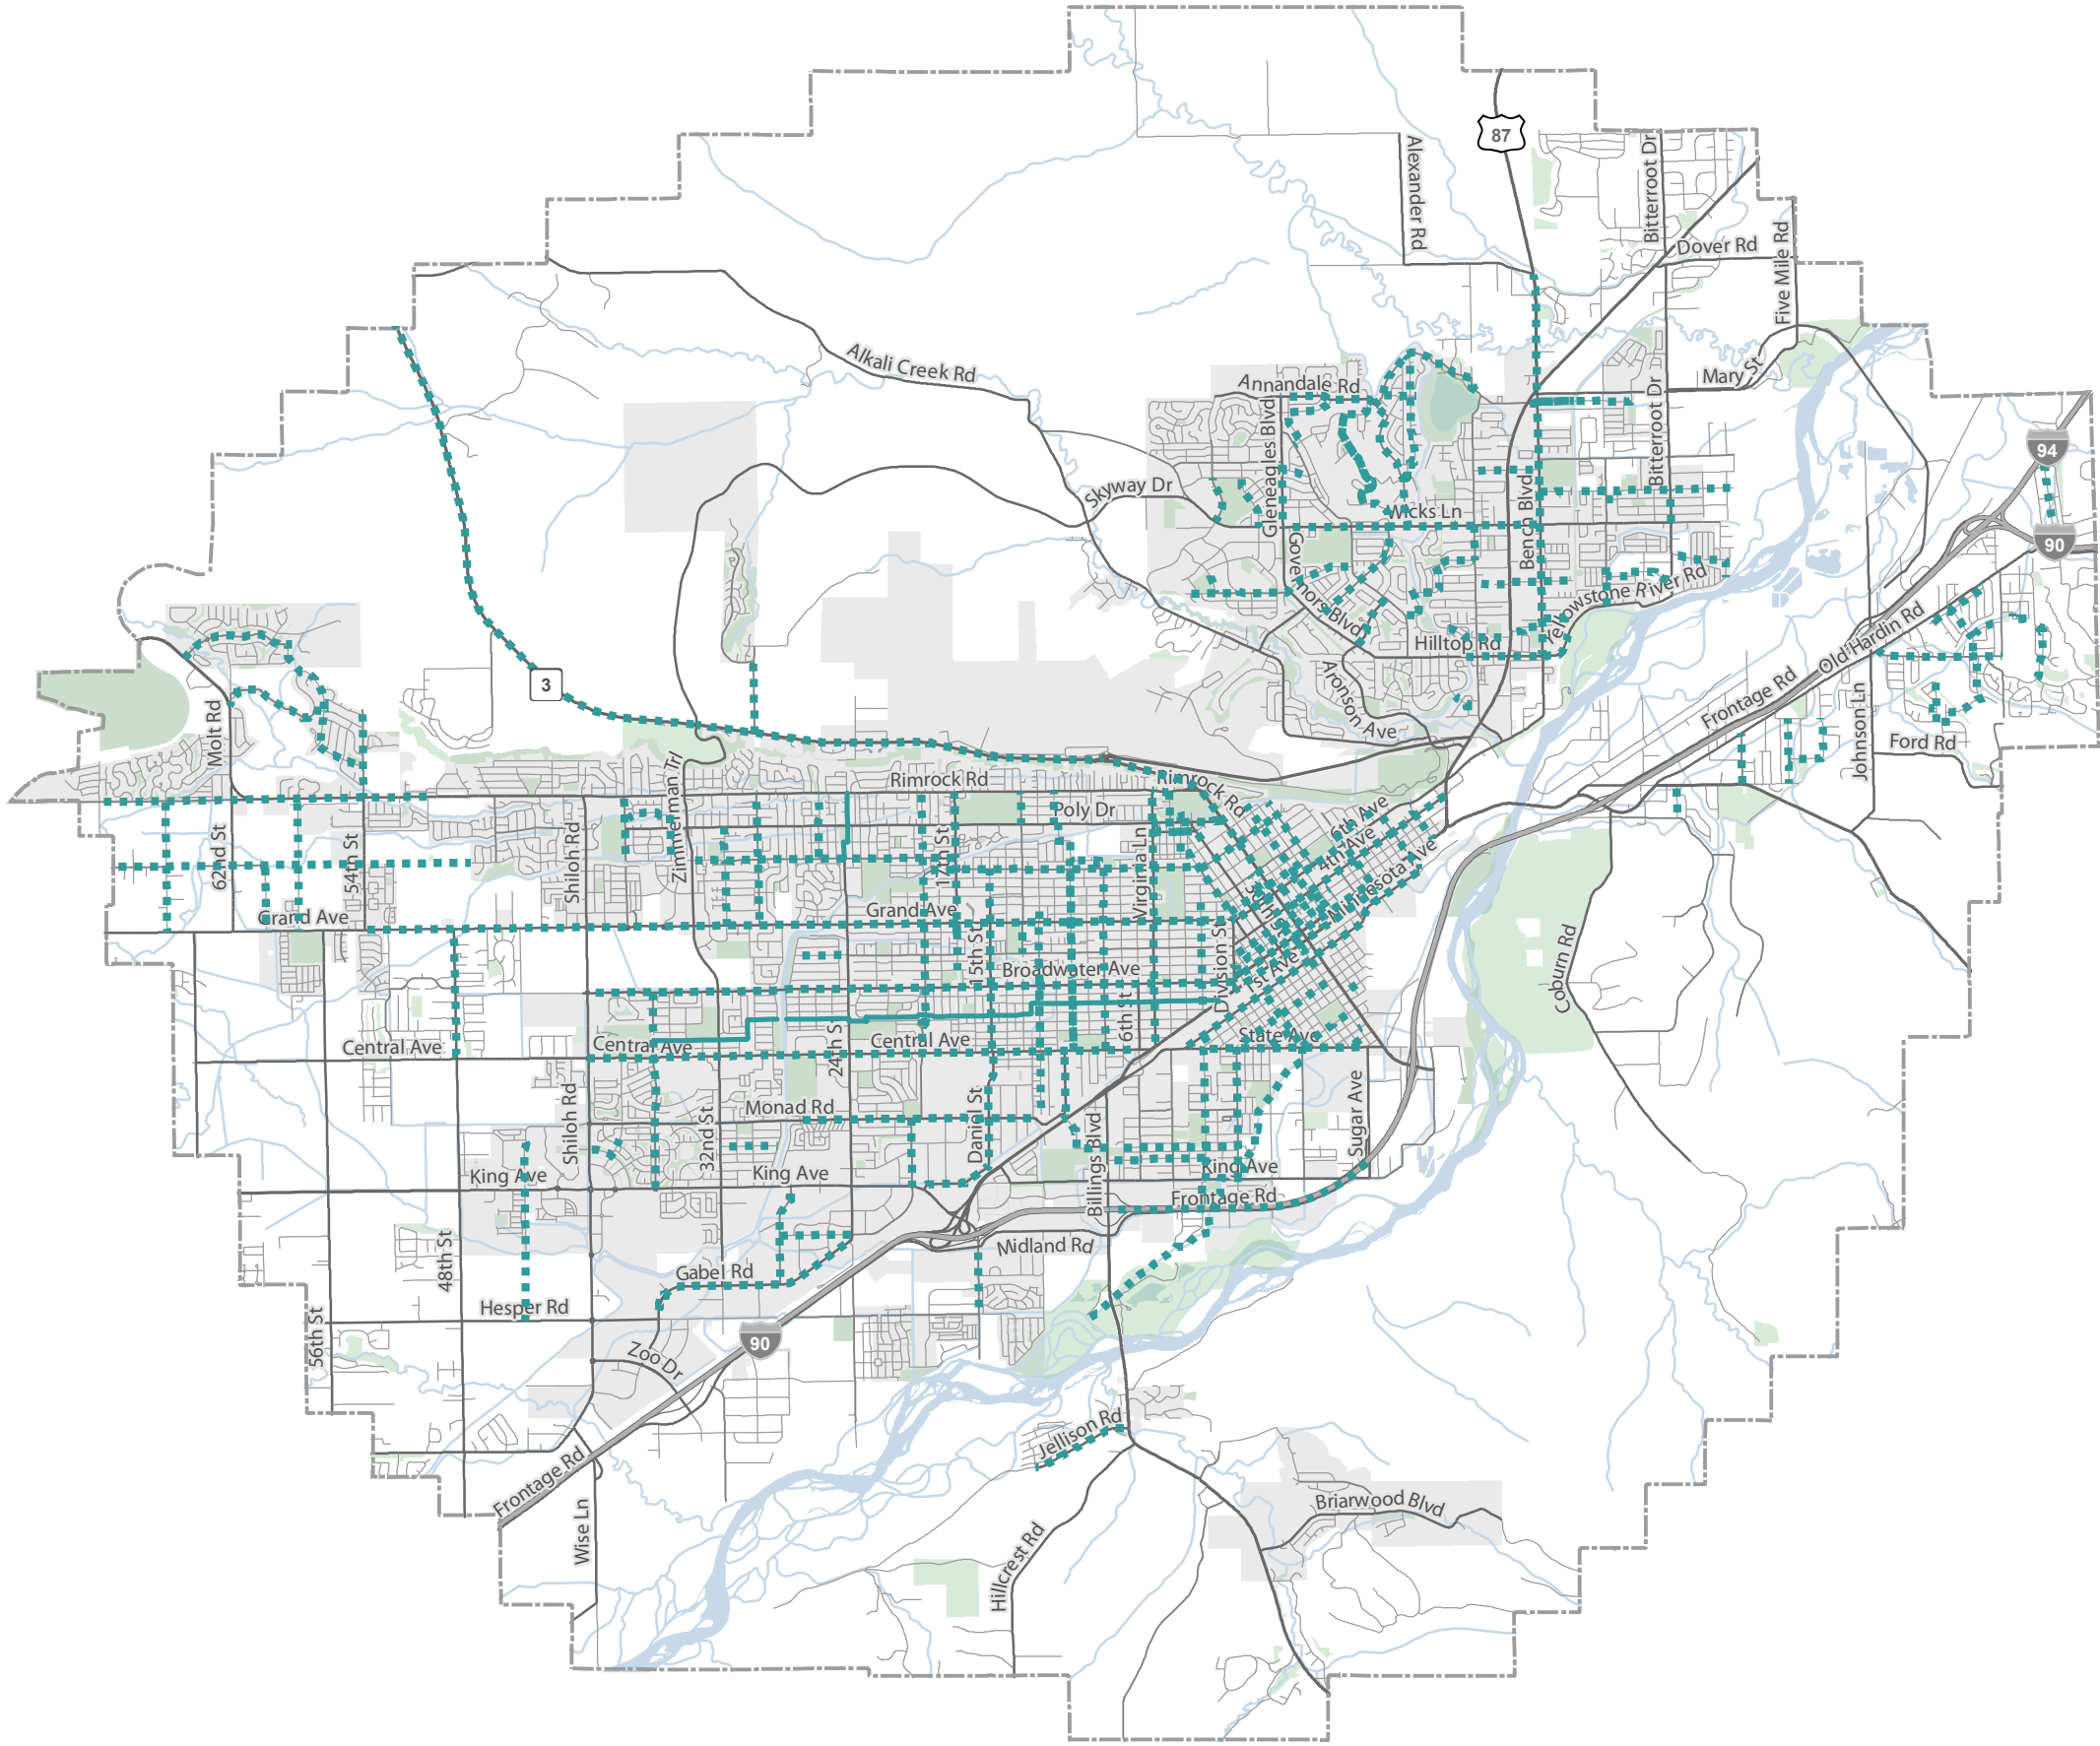 87
Alexander Rd
Bitterroot Dr
Dover Rd
Five Mile Rd
Alkali Creek Rd
Annandale Rd
Mary St
Bitterroot Dr
Gleneagles Blvd
94
Skyway Dr
Wicks Ln
Bench Blvd
90
Governors Blvd
Yellowstone River Rd
Hilltop Rd
Old Hardin Rd
3
Aronson Ave
Frontage Rd
Johnson Ln
Molt Rd
Ford Rd
Zimmerman Trl
Rimrock Rd
Rimrock Rd
Poly Dr
6th Ave
4th Ave
62nd St
54th St
Shiloh Rd
17th St
Virginia Ln
Minnesota Ave
Grand Ave
Grand Ave
15th St
Division St
Broadwater Ave
Coburn Rd
6th St
State Ave
Central Ave
Central Ave
24th St
Central Ave
Shiloh Rd
32nd St
Monad Rd
Daniel St
Billings Blvd
Sugar Ave
King Ave
King Ave
King Ave
Frontage Rd
48th St
Midland Rd
Gabel Rd
Hesper Rd
56th St
Zoo Dr
90
Jellison Rd
Frontage Rd
Wise Ln
Briarwood Blvd
Hillcrest Rd